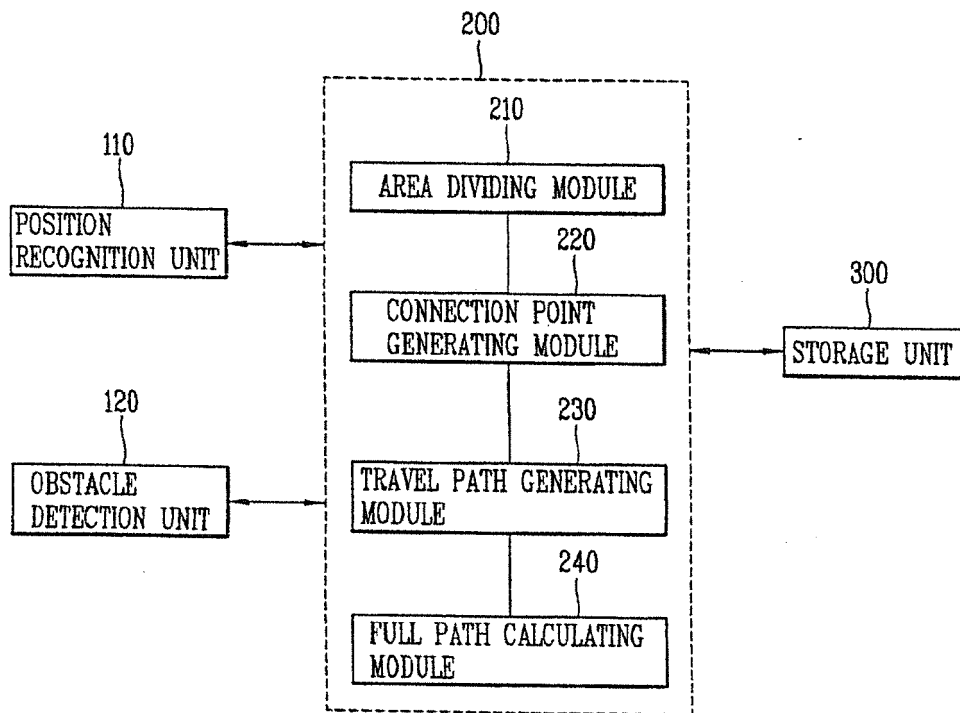 200
210
AREA DIVIDING MODULE
110
POSITION
RECOGNITION UNIT
220
CONNECTION POINT
GENERATING MODULE
300
STORAGE UNIT
120
OBSTACLE
DETECTION UNIT
230
TRAVEL PATH GENERATING
MODULE
240
FULL PATH CALCULATING
MODULE